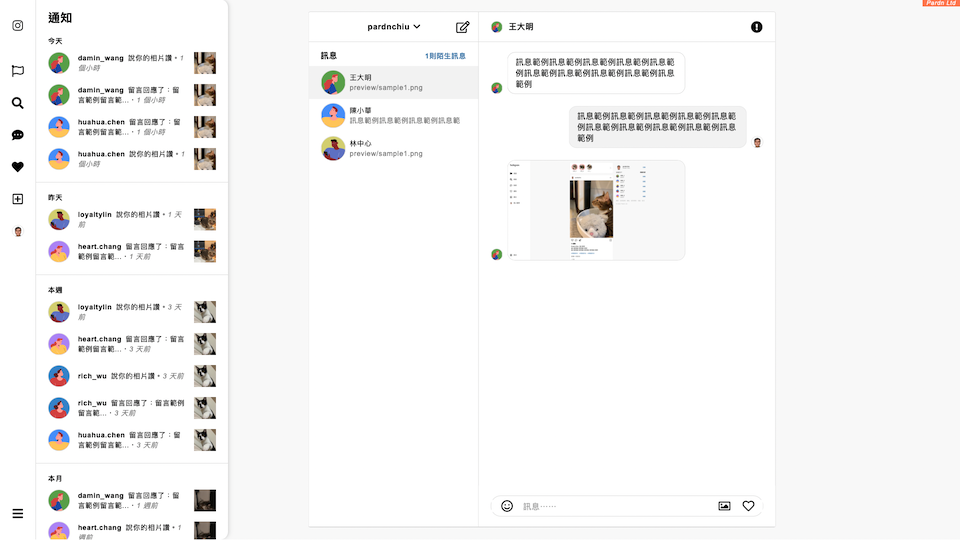 Pardn Ltd
通知
今天
damin_wang 說你的相片讚・1
個小時
damin_wang 留言回應了：留
言範例留言範...・1 個小時
huahua.chen 留言回應了：留
言範例留言範...・1 個小時
huahua.chen 說你的相片讚・1
個小時
昨天
loyaltylin 說你的相片讚・1 天
前
heart.chang 留言回應了：留言
範例留言範...・1 天前
本週
loyaltylin 說你的相片讚・3 天
前
heart.chang 留言回應了：留言
範例留言範...・3 天前
rich_wu 說你的相片讚・3 天前
rich_wu 留言回應了：留言範例
留言範...・3 天前
huahua.chen 留言回應了：留
言範例留言範...・3 天前
本月
damin_wang 留言回應了：留
言範例留言範...・1 週前
heart.chang 說你的相片讚・1
週前
pardnchiu
訊息
1則陌生訊息
王大明
preview/sample1.png
陳小華
訊息範例訊息範例訊息範例訊息範
林中心
preview/sample1.png
王大明
訊息範例訊息範例訊息範例訊息範例訊息範
例訊息範例訊息範例訊息範例訊息範例訊息
範例
訊息範例訊息範例訊息範例訊息範例訊息範
例訊息範例訊息範例訊息範例訊息範例訊息
範例
訊息⋯⋯